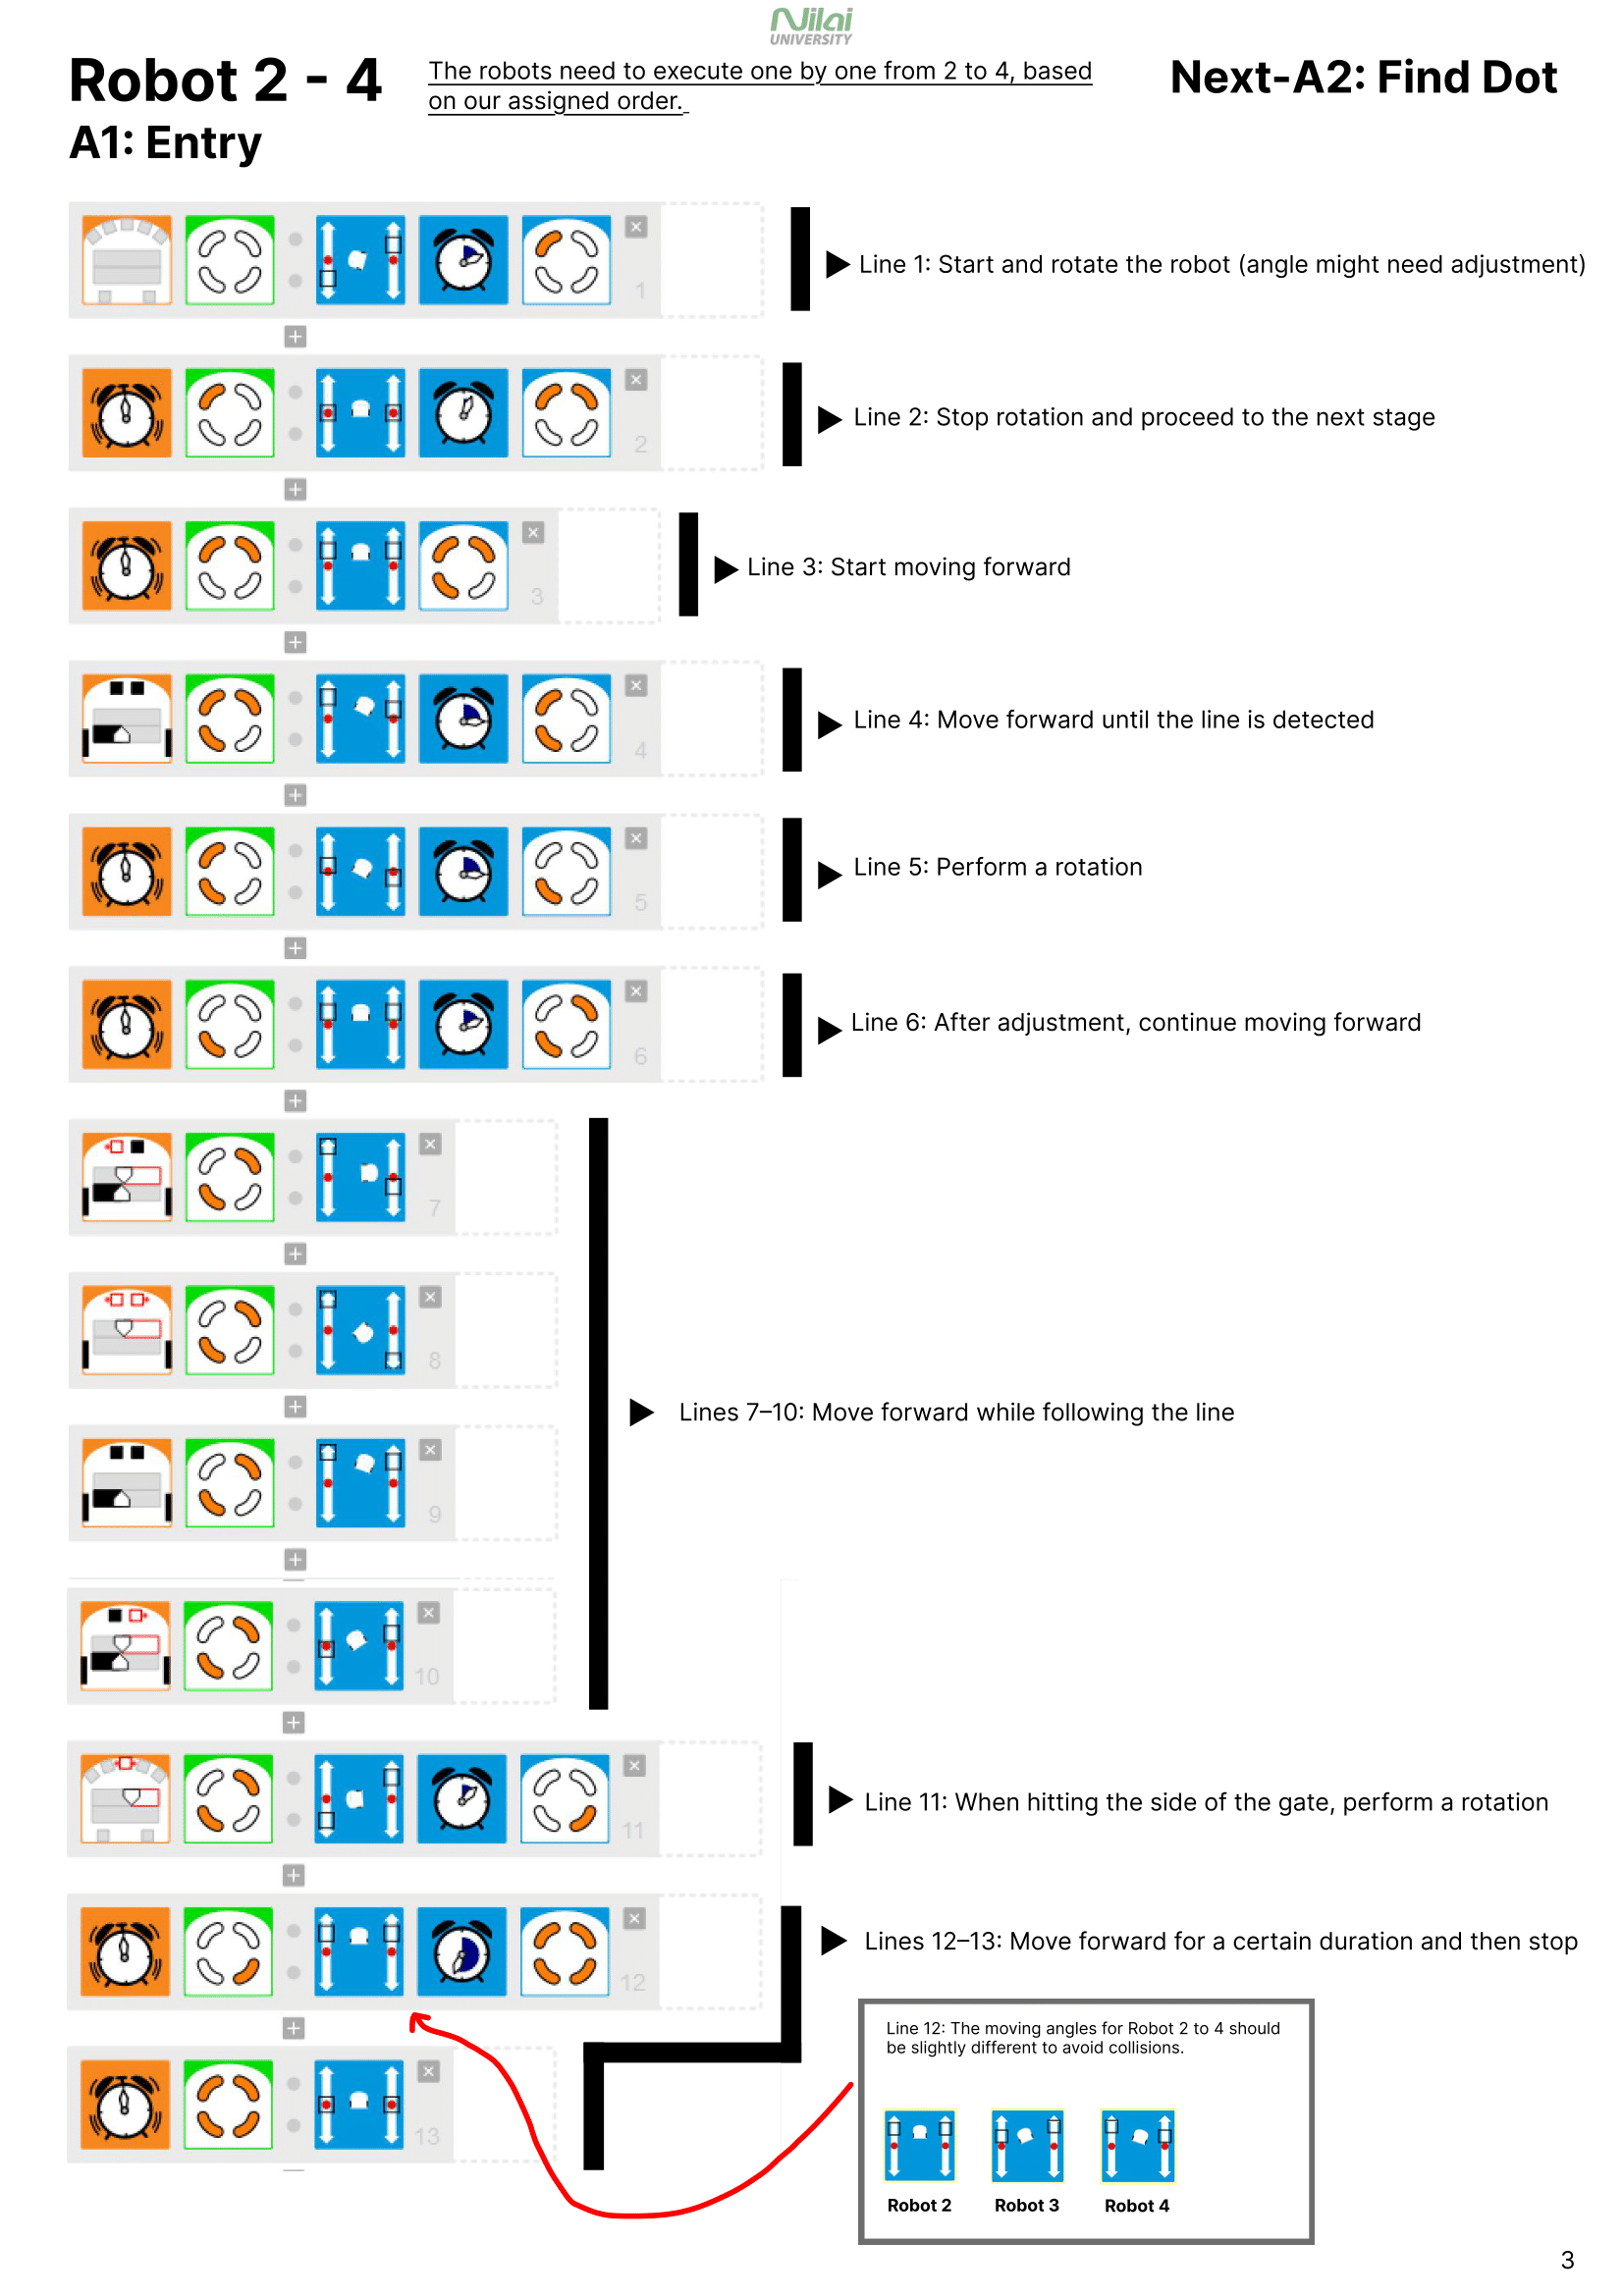 Nilai
UNIVERSITY
Robot 2 - 4
The robots need to execute one by one from 2 to 4, based
on our assigned order.
Next-A2: Find Dot
A1: Entry
1
Line 1: Start and rotate the robot (angle might need adjustment)
2
Line 2: Stop rotation and proceed to the next stage
3
Line 3: Start moving forward
4
Line 4: Move forward until the line is detected
5
Line 5: Perform a rotation
6
Line 6: After adjustment, continue moving forward
7
8
Lines 7–10: Move forward while following the line
9
10
11
Line 11: When hitting the side of the gate, perform a rotation
12
Lines 12–13: Move forward for a certain duration and then stop
13
Line 12: The moving angles for Robot 2 to 4 should
be slightly different to avoid collisions.
Robot 2
Robot 3
Robot 4
3